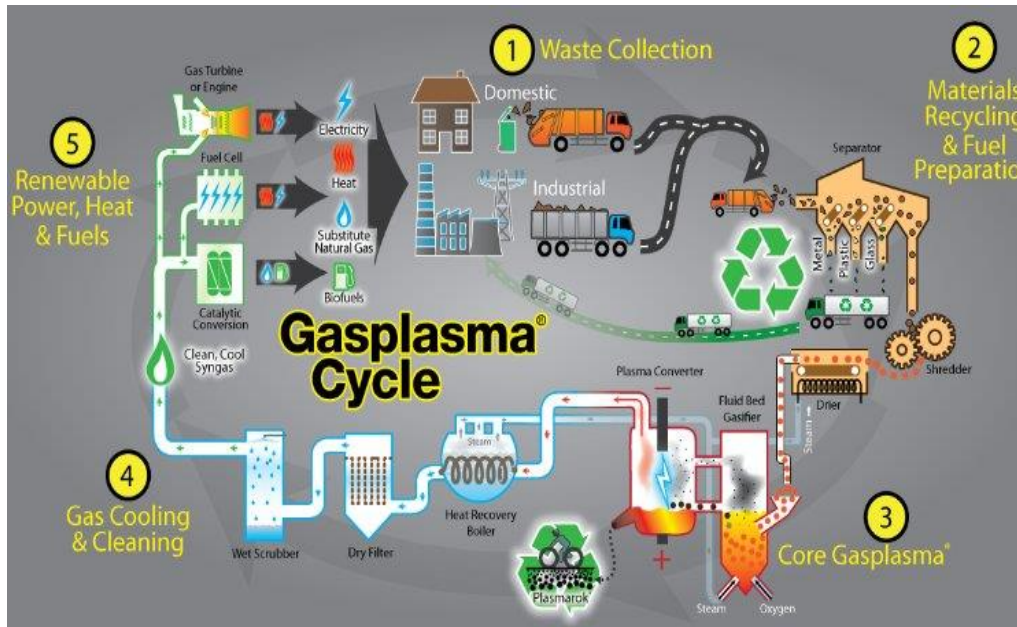 1 Waste Collection
Domestic
Industrial
2
Materials
Recycling
& Fuel
Preparation
Separator
Metal
Plastic
Glass
Shredder
Drier
Steam
3
Core Gasplasma®
Fluid Bed
Gasifier
Plasma Converter
Steam
Oxygen
Plasmarok
4
Gas Cooling
& Cleaning
Steam
Heat Recovery
Boiler
Dry Filter
Wet Scrubber
Clean, Cool
Syngas
5
Renewable
Power, Heat
& Fuels
Gas Turbine
or Engine
Fuel Cell
Catalytic
Conversion
Electricity
Heat
Substitute
Natural Gas
Biofuels
Gasplasma®
Cycle